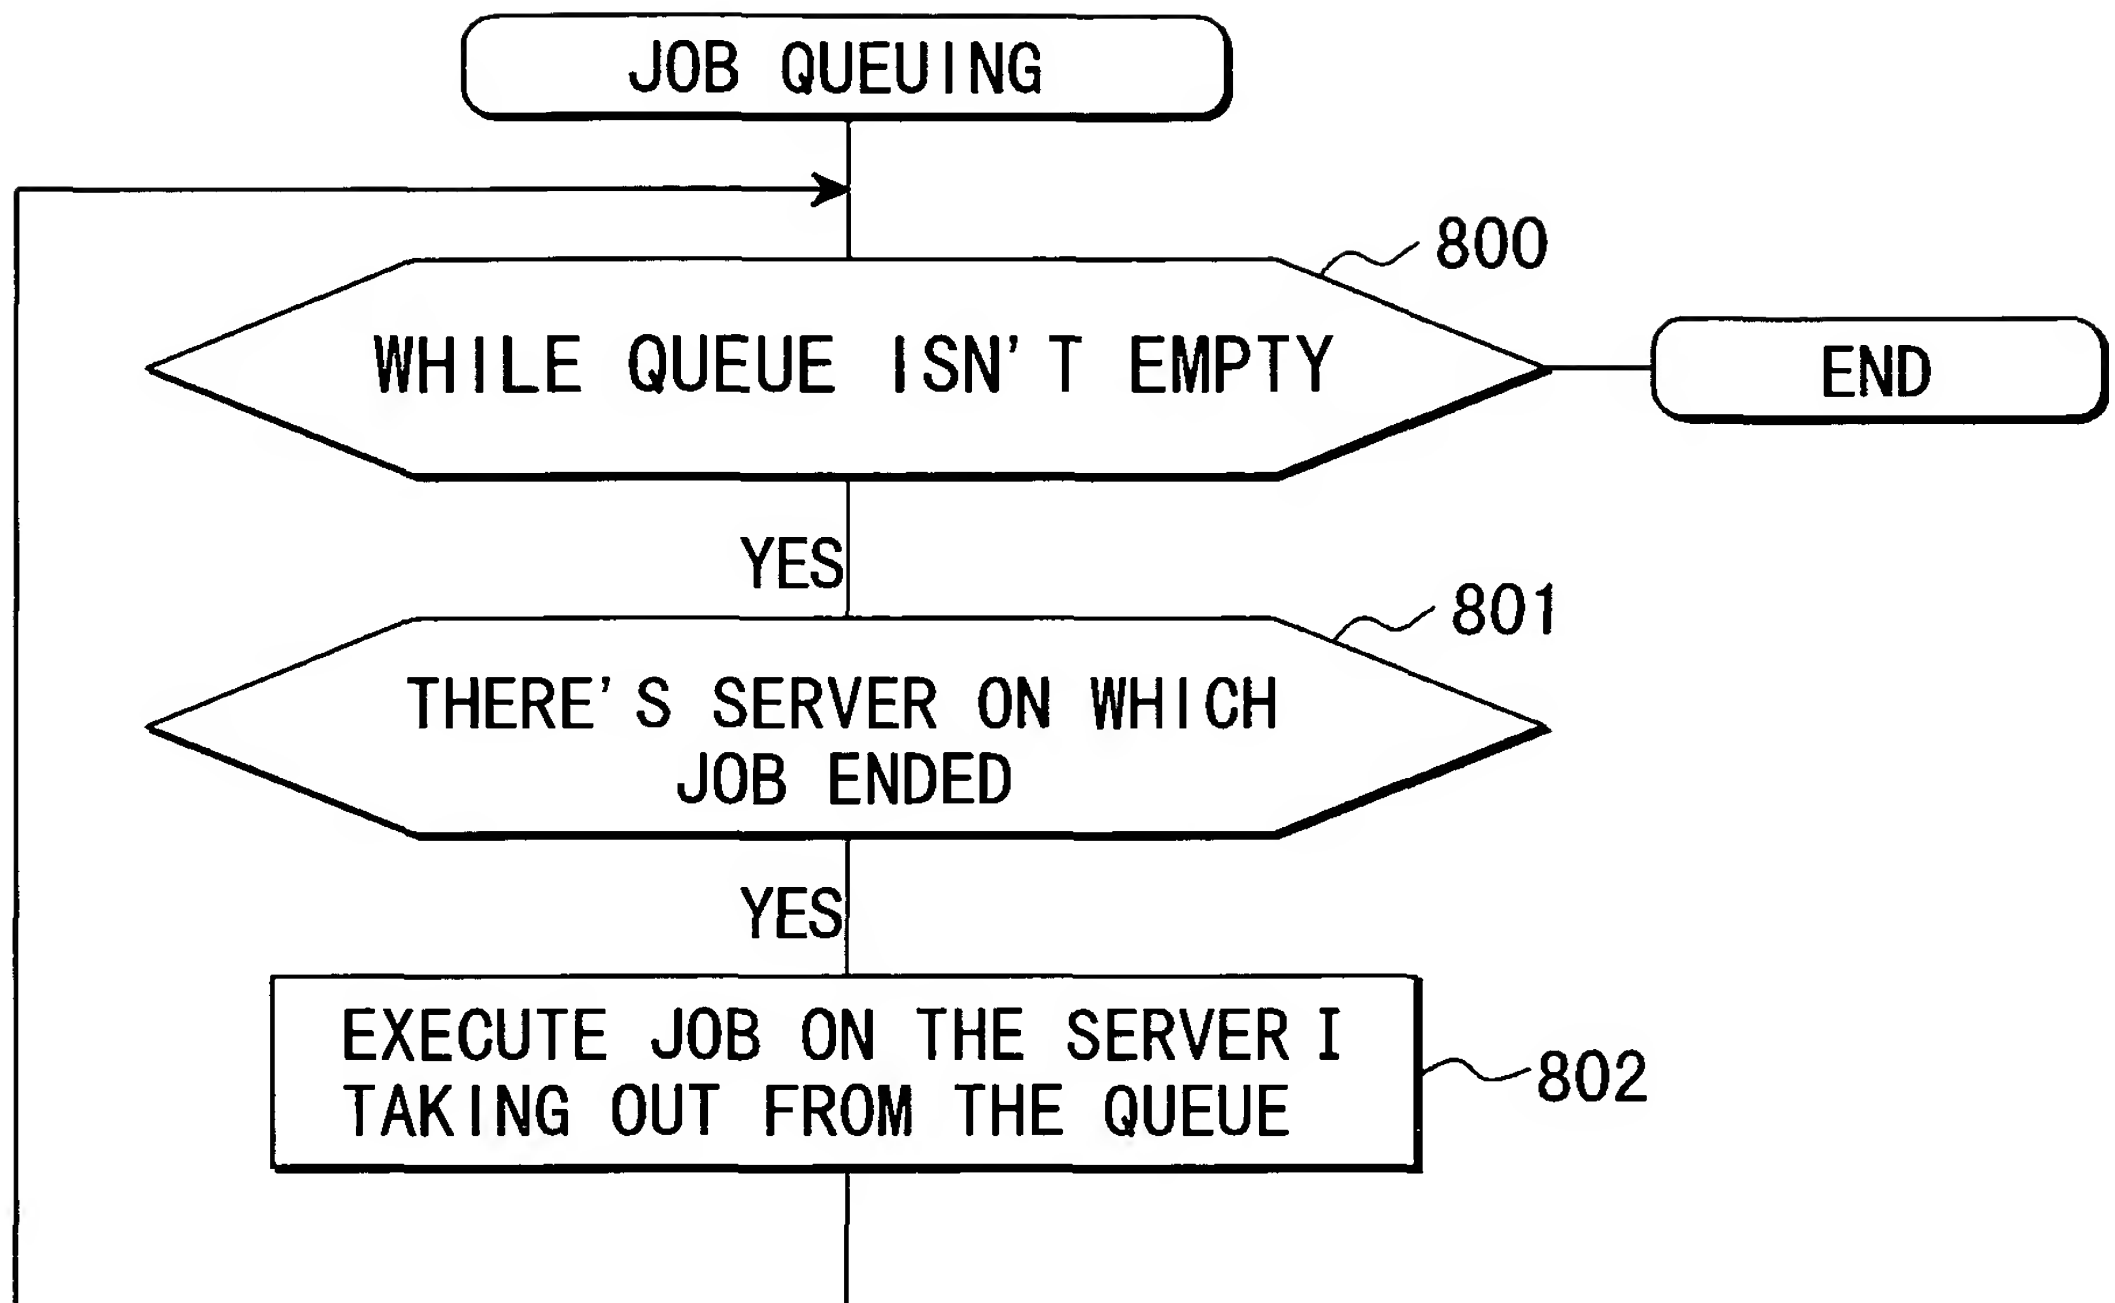 JOB QUEUING
800
WHILE QUEUE ISN'T EMPTY
END
YES
801
THERE'S SERVER ON WHICH
JOB ENDED
YES
EXECUTE JOB ON THE SERVER I
TAKING OUT FROM THE QUEUE
802